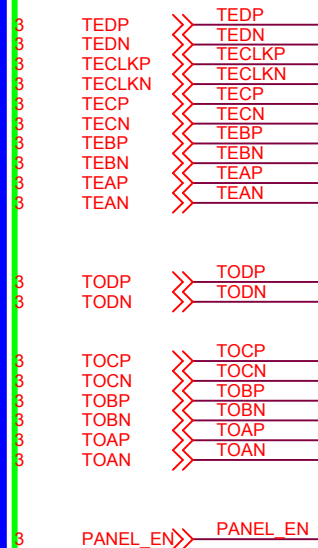 3 TEDP TEDP
3 TEDN TEDN
3 TECLKP TECLKP
3 TECLKN TECLKN
3 TECP TECP
3 TECN TECN
3 TEBP TEBP
3 TEBN TEBN
3 TEAP TEAP
3 TEAN TEAN
3 TODP TODP
3 TODN TODN
3 TOCP TOCP
3 TOCN TOCN
3 TOBP TOBP
3 TOBN TOBN
3 TOAP TOAP
3 TOAN TOAN
3 PANEL_EN PANEL_EN